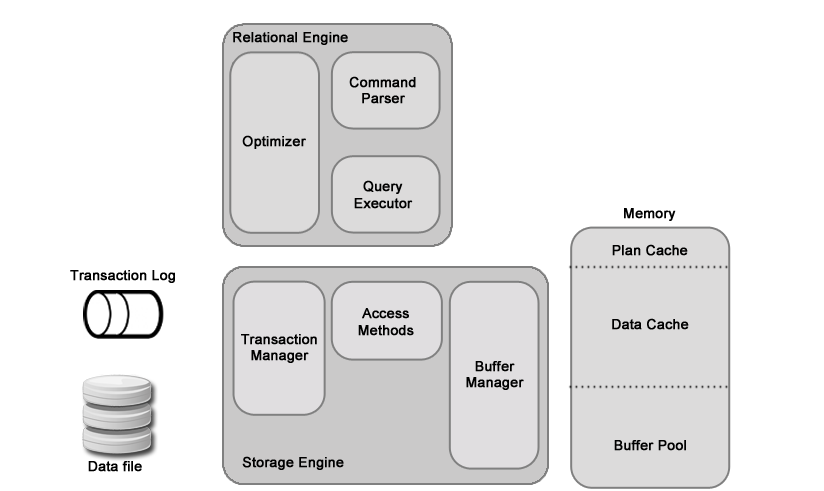 Relational Engine
Command
Parser
Optimizer
Query
Executor
Memory
Plan Cache
Transaction Log
Access
Methods
Data Cache
Transaction
Manager
Buffer
Manager
Buffer Pool
Storage Engine
Data file